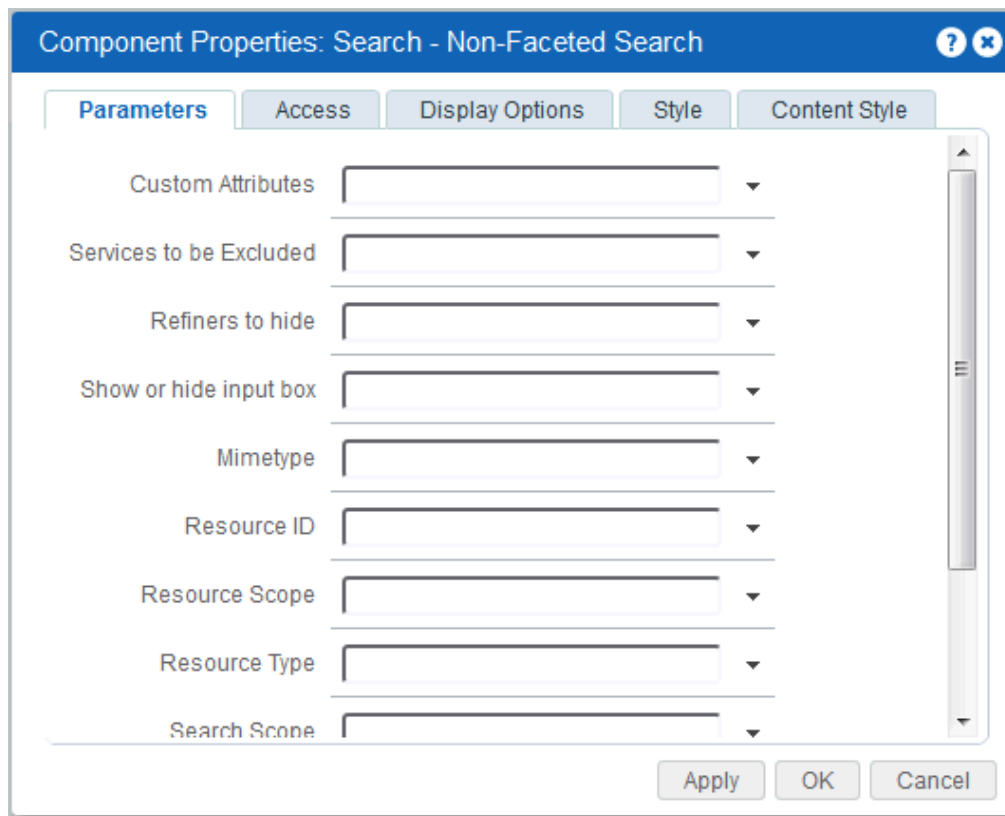 Component Properties: Search - Non-Faceted Search ?
Parameters Access Display Options Style Content Style
Custom Attributes
Services to be Excluded
Refiners to hide
Show or hide input box
Mimetype
Resource ID
Resource Scope
Resource Type
Search Scope
Apply OK Cancel